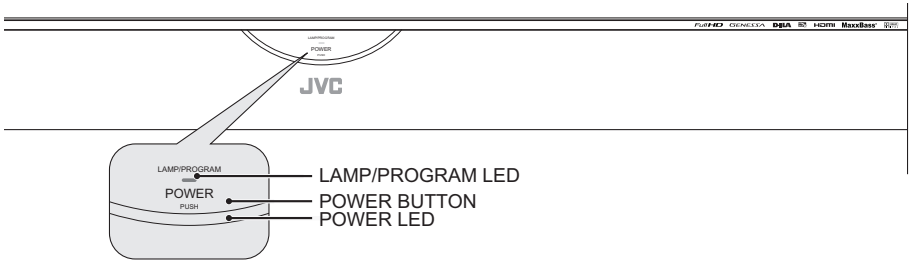 FullHD GENESSA D-ILA HDMI MaxxBass
LAMP/PROGRAM
POWER
PUSH
JVC
LAMP/PROGRAM
POWER
PUSH
LAMP/PROGRAM LED
POWER BUTTON
POWER LED